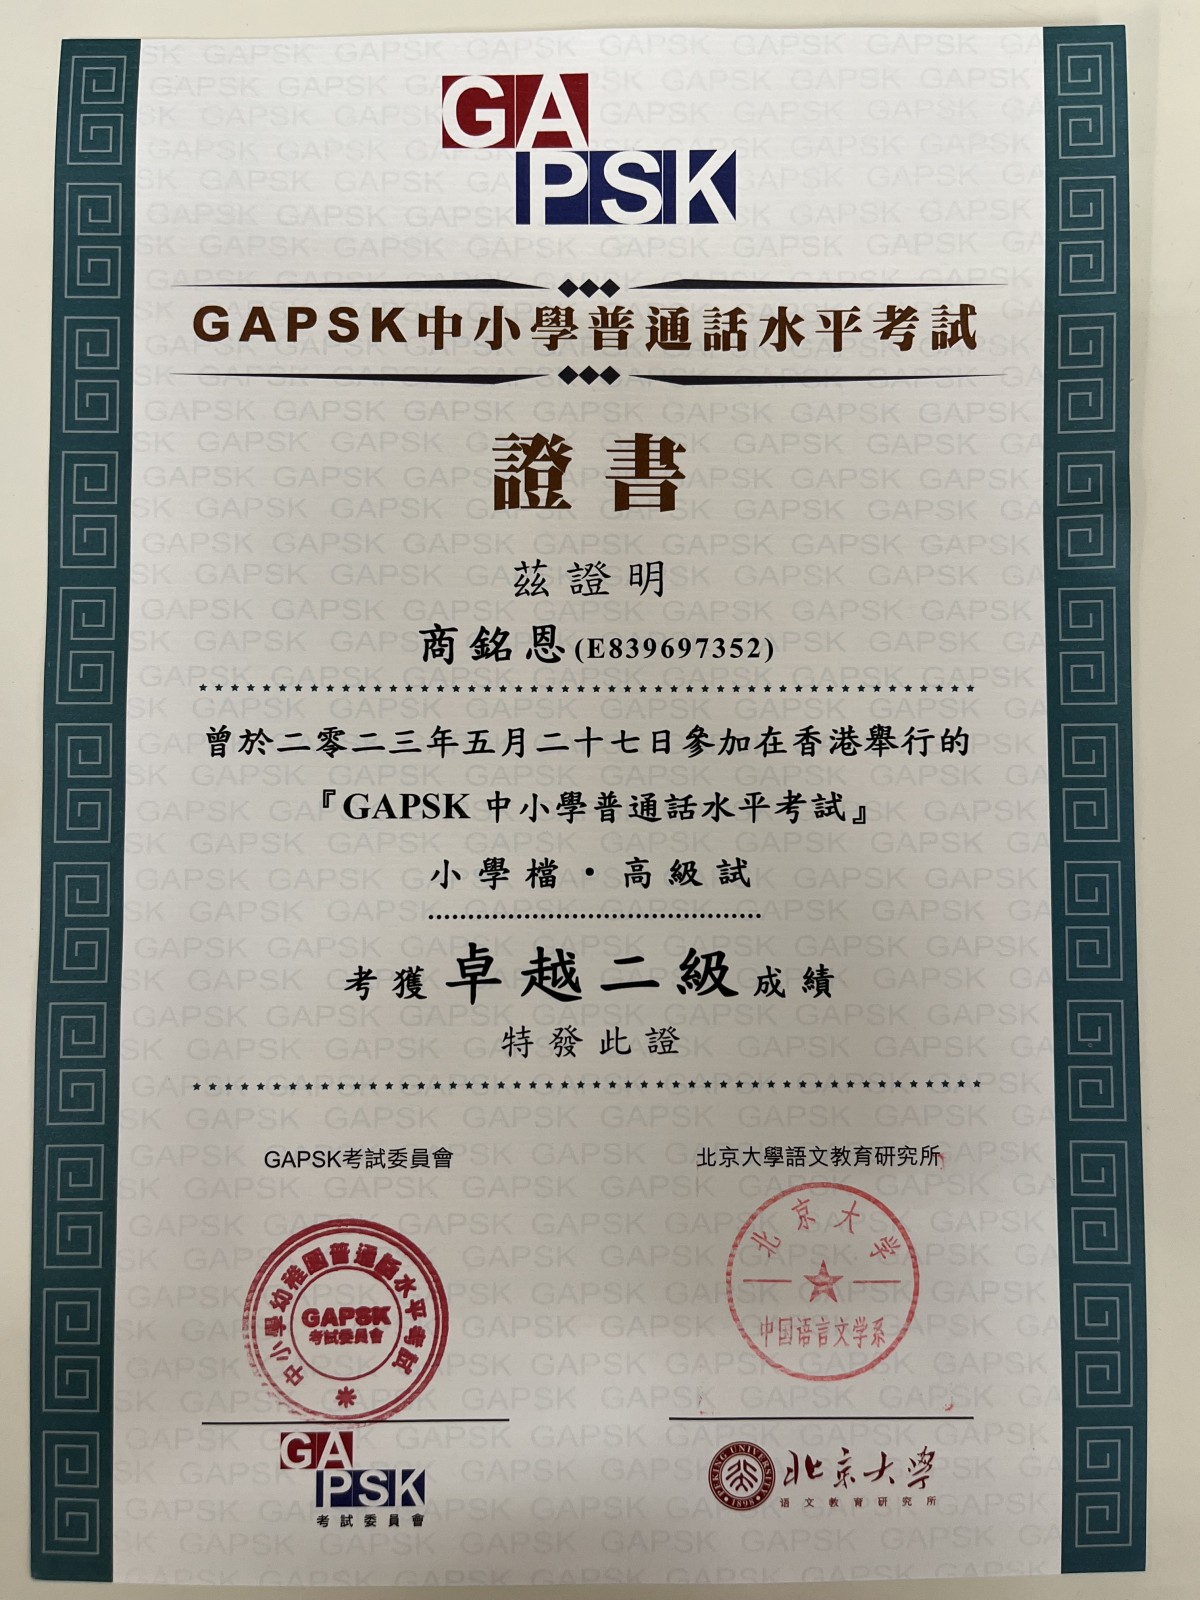 GAPSK
GAPSK中小學普通話水平考試
證書
茲證明
商銘恩(E839697352)
曾於二零二三年五月二十七日參加在香港舉行的
『GAPSK 中小學普通話水平考試』
小學檔・高級試
考獲卓越二級成績
特發此證
GAPSK考試委員會
北京大學語文教育研究所
中小學幼稚園普通話水平考試
GAPSK
考試委員會
北京大学
中国语言文学系
GAPSK
考試委員會
PEKING UNIVERSITY
1898
北京大學
語文教育研究所